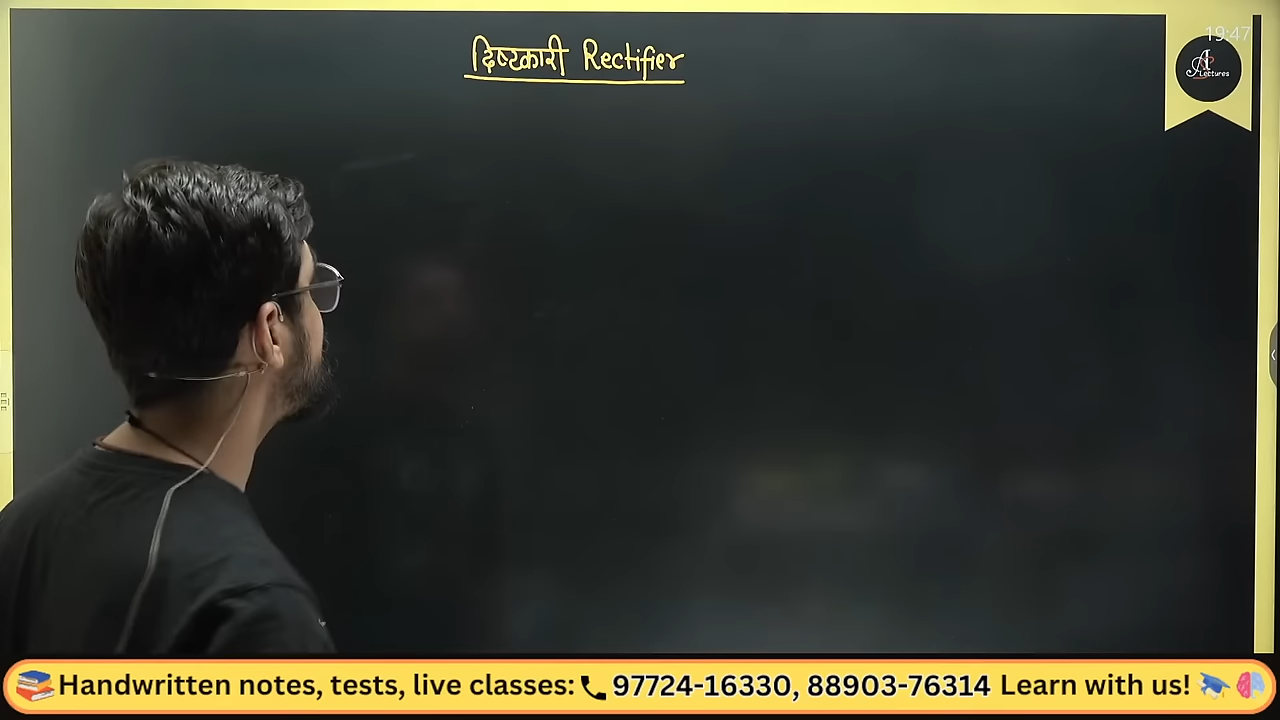 दिष्टकारी Rectifier
19:47
A Lectures
Handwritten notes, tests, live classes: 97724-16330, 88903-76314 Learn with us!